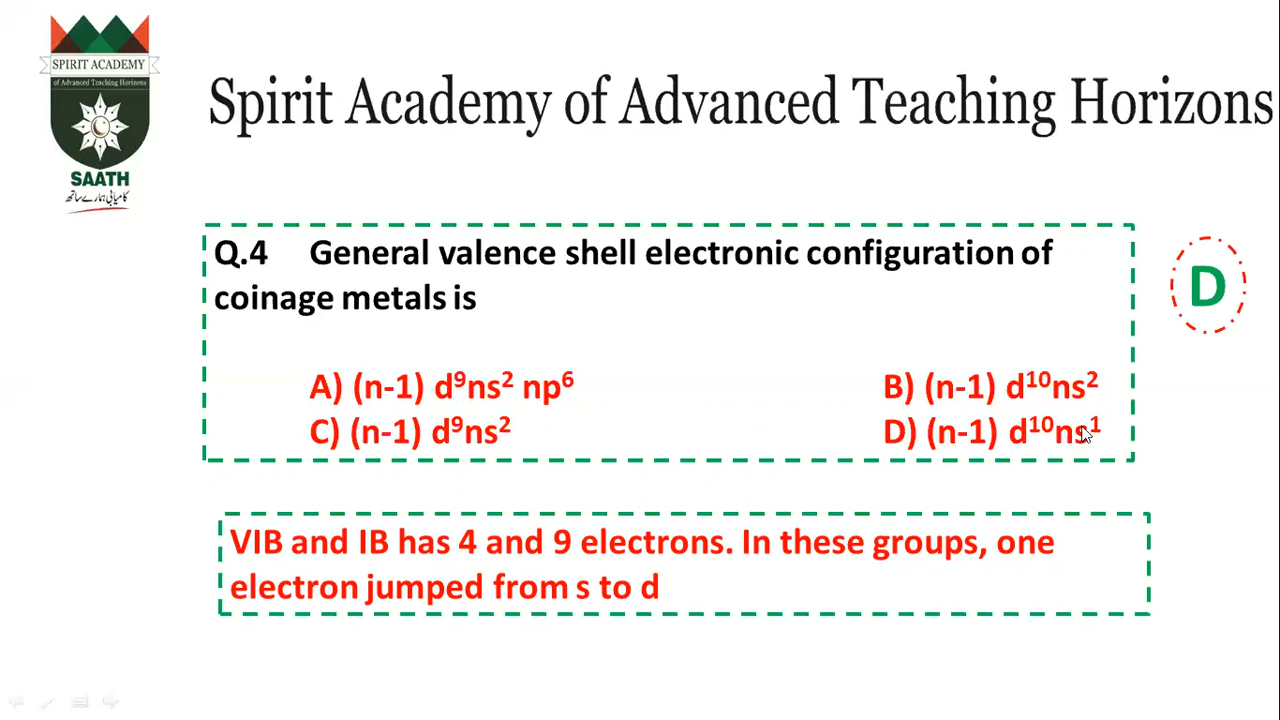 SPIRIT ACADEMY
of Advanced Teaching Horizons
SAATH
کامیابی ہمارے ساتھ
Spirit Academy of Advanced Teaching Horizons
Q.4 General valence shell electronic configuration of
coinage metals is
A) (n-1) d⁹ns² np⁶ B) (n-1) d¹⁰ns²
C) (n-1) d⁹ns² D) (n-1) d¹⁰ns¹
D
VIB and IB has 4 and 9 electrons. In these groups, one
electron jumped from s to d